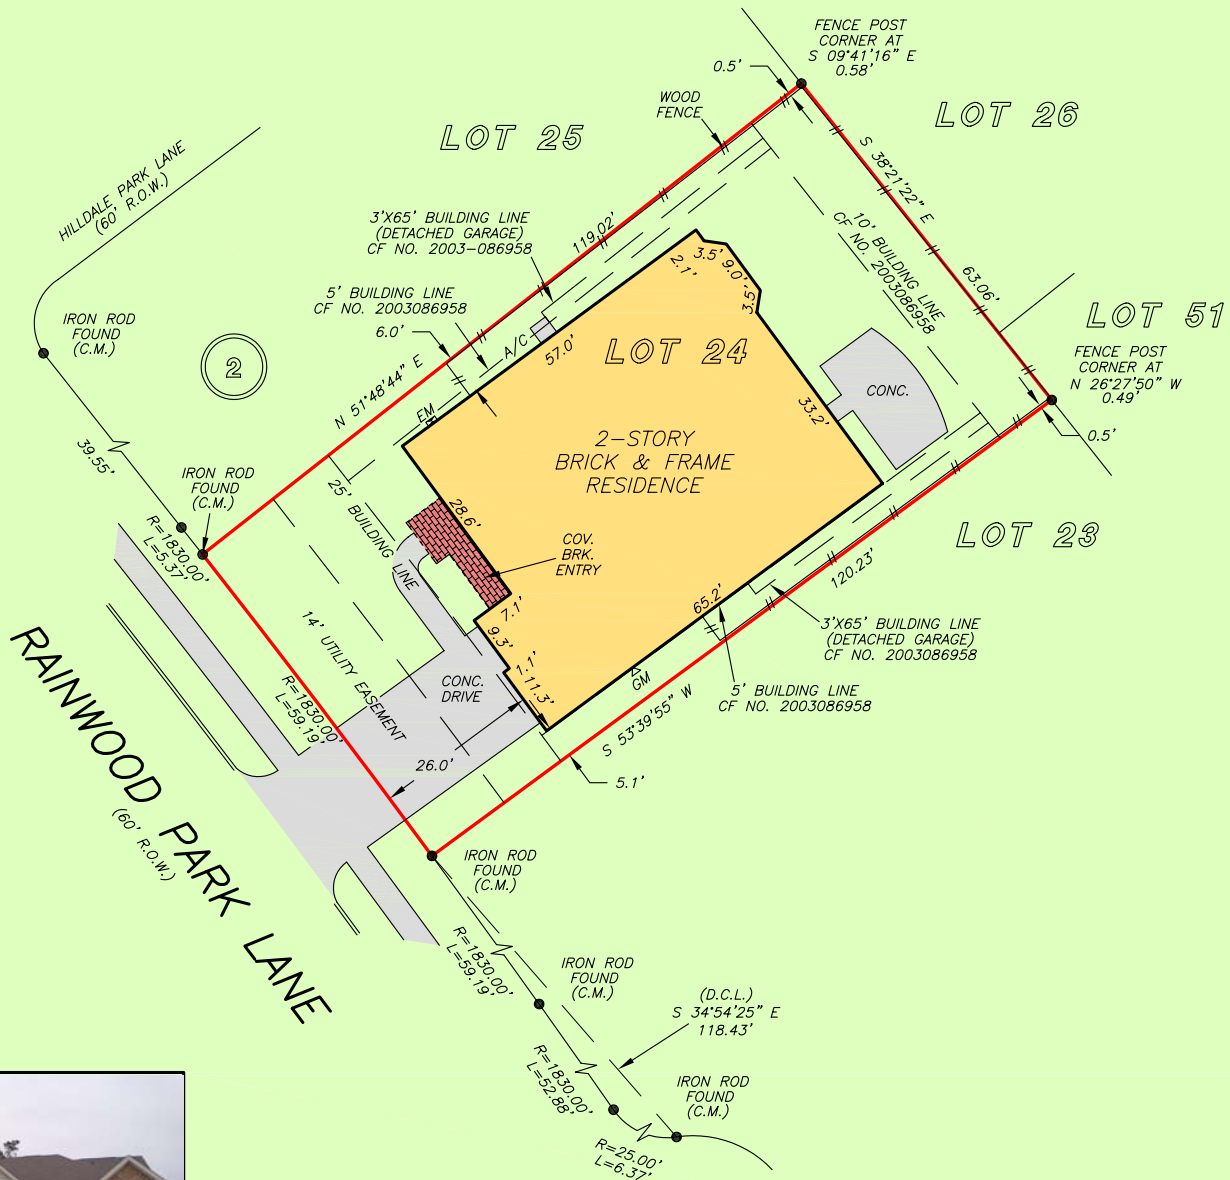 FENCE POST
CORNER AT
S 09°41'16" E
0.58'
0.5'
WOOD
FENCE
LOT 25
LOT 26
HILLDALE PARK LANE
(60' R.O.W.)
S 38°21'22" E
63.06'
3'X65' BUILDING LINE
(DETACHED GARAGE)
CF NO. 2003-086958
119.02'
10' BUILDING LINE
CF NO. 2003086958
3.5'
9.0'
2.1'
3.5'
5' BUILDING LINE
CF NO. 2003086958
6.0'
IRON ROD
FOUND
(C.M.)
2
A/C
57.0'
LOT 24
LOT 51
FENCE POST
CORNER AT
N 26°27'50" W
0.49'
N 51°48'44" E
EM
CONC.
33.2'
0.5'
2-STORY
BRICK & FRAME
RESIDENCE
39.55'
IRON ROD
FOUND
(C.M.)
25' BUILDING
LINE
28.6'
R=1830.00'
L=5.37'
COV.
BRK.
ENTRY
LOT 23
120.23'
65.2'
7.1'
9.3'
1.1'
11.3'
3'X65' BUILDING LINE
(DETACHED GARAGE)
CF NO. 2003086958
14' UTILITY EASEMENT
CONC.
DRIVE
GM
5' BUILDING LINE
CF NO. 2003086958
R=1830.00'
L=59.19'
S 53°39'55" W
26.0'
5.1'
RAINWOOD PARK LANE
(60' R.O.W.)
IRON ROD
FOUND
(C.M.)
R=1830.00'
L=59.19'
IRON ROD
FOUND
(C.M.)
(D.C.L.)
S 34°54'25" E
118.43'
R=1830.00'
L=52.88'
IRON ROD
FOUND
(C.M.)
R=25.00'
L=6.37'